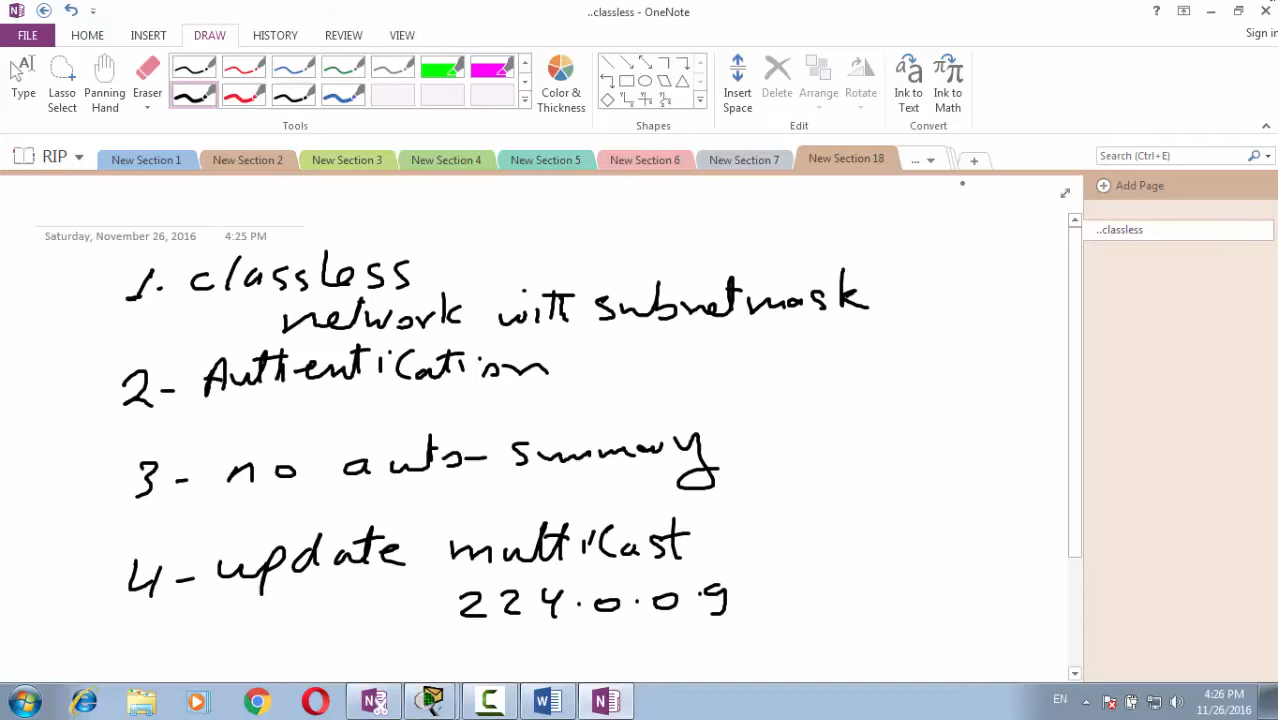 ..classless - OneNote
? 
Sign in
FILE HOME INSERT DRAW HISTORY REVIEW VIEW
Type
Lasso Select
Panning Hand
Eraser
Color & Thickness
Insert Space
Delete
Arrange
Rotate
Ink to Text
Ink to Math
Tools
Shapes
Edit
Convert
RIP
New Section 1
New Section 2
New Section 3
New Section 4
New Section 5
New Section 6
New Section 7
New Section 18
...
Search (Ctrl+E)
Add Page
..classless
Saturday, November 26, 2016 4:25 PM
1. classless
network with subnetmask
2- Authentication
3- no auto-summary
4- update multicast
224.0.0.9
EN
4:26 PM
11/26/2016